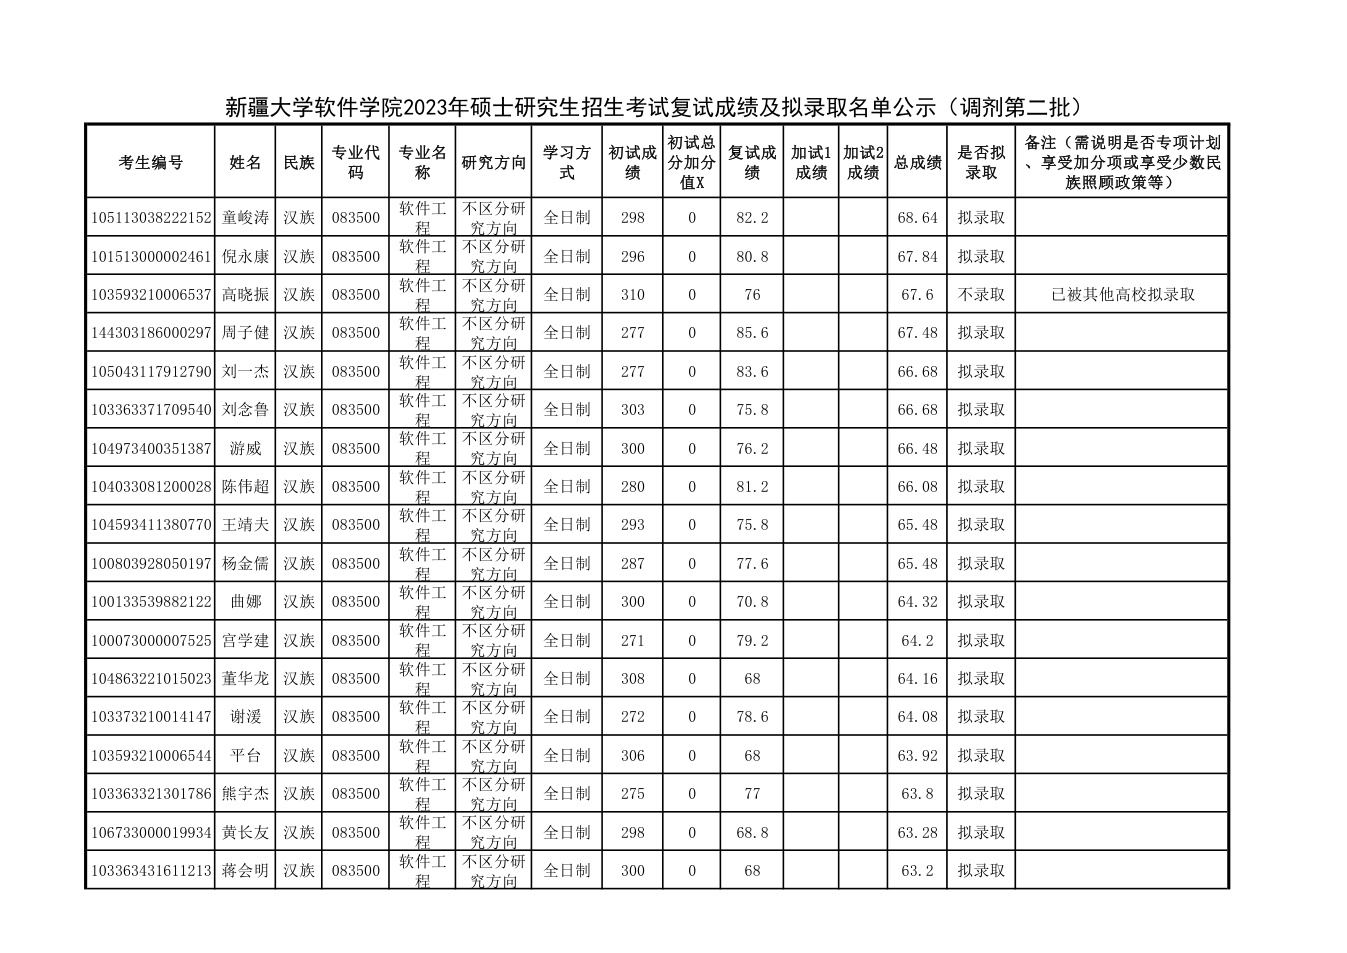 新疆大学软件学院2023年硕士研究生招生考试复试成绩及拟录取名单公示（调剂第二批）
考生编号 姓名 民族 专业代码 专业名称 研究方向 学习方式 初试成绩 初试总分加分值X 复试成绩 加试1成绩 加试2成绩 总成绩 是否拟录取 备注（需说明是否专项计划、享受加分项或享受少数民族照顾政策等）
105113038222152 童峻涛 汉族 083500 软件工程 不区分研究方向 全日制 298 0 82.2 68.64 拟录取
101513000002461 倪永康 汉族 083500 软件工程 不区分研究方向 全日制 296 0 80.8 67.84 拟录取
103593210006537 高晓振 汉族 083500 软件工程 不区分研究方向 全日制 310 0 76 67.6 不录取 已被其他高校拟录取
144303186000297 周子健 汉族 083500 软件工程 不区分研究方向 全日制 277 0 85.6 67.48 拟录取
105043117912790 刘一杰 汉族 083500 软件工程 不区分研究方向 全日制 277 0 83.6 66.68 拟录取
103363371709540 刘念鲁 汉族 083500 软件工程 不区分研究方向 全日制 303 0 75.8 66.68 拟录取
104973400351387 游威 汉族 083500 软件工程 不区分研究方向 全日制 300 0 76.2 66.48 拟录取
104033081200028 陈伟超 汉族 083500 软件工程 不区分研究方向 全日制 280 0 81.2 66.08 拟录取
104593411380770 王靖夫 汉族 083500 软件工程 不区分研究方向 全日制 293 0 75.8 65.48 拟录取
100803928050197 杨金儒 汉族 083500 软件工程 不区分研究方向 全日制 287 0 77.6 65.48 拟录取
100133539882122 曲娜 汉族 083500 软件工程 不区分研究方向 全日制 300 0 70.8 64.32 拟录取
100073000007525 宫学建 汉族 083500 软件工程 不区分研究方向 全日制 271 0 79.2 64.2 拟录取
104863221015023 董华龙 汉族 083500 软件工程 不区分研究方向 全日制 308 0 68 64.16 拟录取
103373210014147 谢湲 汉族 083500 软件工程 不区分研究方向 全日制 272 0 78.6 64.08 拟录取
103593210006544 平台 汉族 083500 软件工程 不区分研究方向 全日制 306 0 68 63.92 拟录取
103363321301786 熊宇杰 汉族 083500 软件工程 不区分研究方向 全日制 275 0 77 63.8 拟录取
106733000019934 黄长友 汉族 083500 软件工程 不区分研究方向 全日制 298 0 68.8 63.28 拟录取
103363431611213 蒋会明 汉族 083500 软件工程 不区分研究方向 全日制 300 0 68 63.2 拟录取